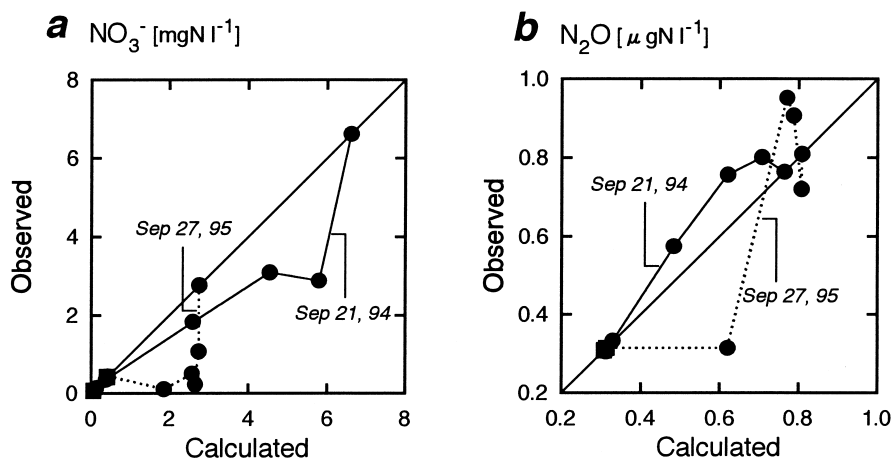 a NO₃⁻ [mgN l⁻¹]
8
6
4
2
0
0 2 4 6 8
Observed
Calculated
Sep 27, 95
Sep 21, 94
b N₂O [μgN l⁻¹]
1.0
0.8
0.6
0.4
0.2
0.2 0.4 0.6 0.8 1.0
Observed
Calculated
Sep 21, 94
Sep 27, 95